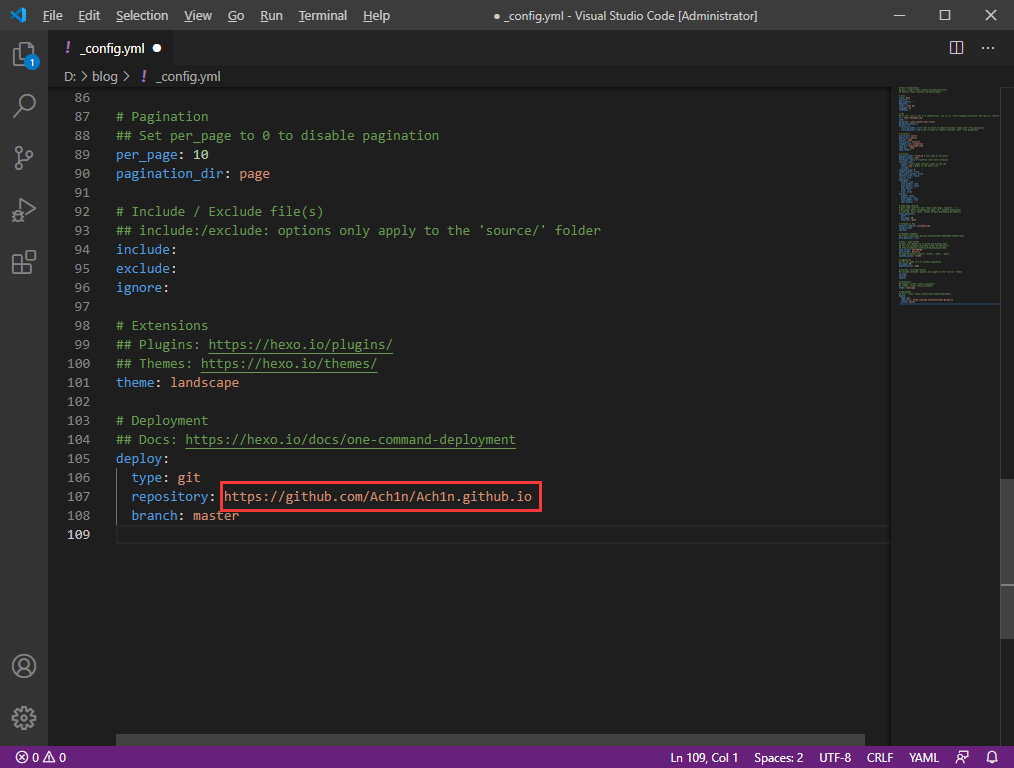 File Edit Selection View Go Run Terminal Help ● _config.yml - Visual Studio Code [Administrator]
! _config.yml ●
1
D: > blog > ! _config.yml
86
87 # Pagination
88 ## Set per_page to 0 to disable pagination
89 per_page: 10
90 pagination_dir: page
91
92 # Include / Exclude file(s)
93 ## include:/exclude: options only apply to the 'source/' folder
94 include:
95 exclude:
96 ignore:
97
98 # Extensions
99 ## Plugins: https://hexo.io/plugins/
100 ## Themes: https://hexo.io/themes/
101 theme: landscape
102
103 # Deployment
104 ## Docs: https://hexo.io/docs/one-command-deployment
105 deploy:
106   type: git
107   repository: https://github.com/Ach1n/Ach1n.github.io
108   branch: master
109
0 0 Ln 109, Col 1 Spaces: 2 UTF-8 CRLF YAML